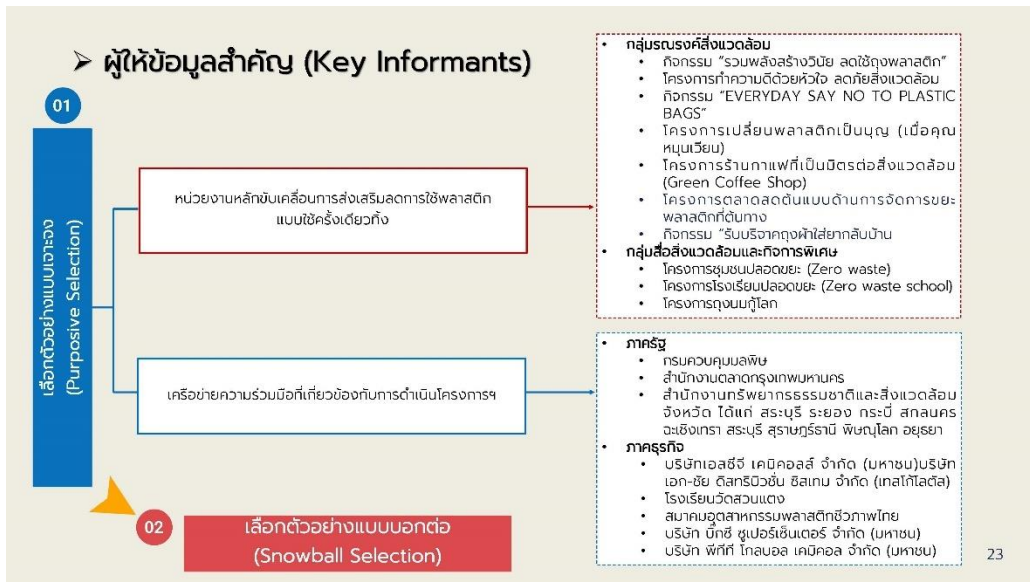 ➢ ผู้ให้ข้อมูลสำคัญ (Key Informants)
01
เลือกตัวอย่างแบบเจาะจง
(Purposive Selection)
หน่วยงานหลักขับเคลื่อนการส่งเสริมลดการใช้พลาสติก
แบบใช้ครั้งเดียวทิ้ง
• กลุ่มรณรงค์สิ่งแวดล้อม
• กิจกรรม “รวมพลังสร้างวินัย ลดใช้ถุงพลาสติก”
• โครงการทำความดีด้วยหัวใจ ลดภัยสิ่งแวดล้อม
• กิจกรรม “EVERYDAY SAY NO TO PLASTIC
BAGS”
• โครงการเปลี่ยนพลาสติกเป็นบุญ (เมื่อคุณ
หมุนเวียน)
• โครงการร้านกาแฟที่เป็นมิตรต่อสิ่งแวดล้อม
(Green Coffee Shop)
• โครงการตลาดสดต้นแบบด้านการจัดการขยะ
พลาสติกที่ต้นทาง
• กิจกรรม “รับบริจาคถุงผ้าใส่ยากลับบ้าน
• กลุ่มสื่อสิ่งแวดล้อมและกิจการพิเศษ
• โครงการชุมชนปลอดขยะ (Zero waste)
• โครงการโรงเรียนปลอดขยะ (Zero waste school)
• โครงการถุงนมกู้โลก
เครือข่ายความร่วมมือที่เกี่ยวข้องกับการดำเนินโครงการฯ
• ภาครัฐ
• กรมควบคุมมลพิษ
• สำนักงานตลาดกรุงเทพมหานคร
• สำนักงานทรัพยากรธรรมชาติและสิ่งแวดล้อม
จังหวัด ได้แก่ สระบุรี ระยอง กระบี่ สกลนคร
ฉะเชิงเทรา สระบุรี สุราษฎร์ธานี พิษณุโลก อยุธยา
• ภาคธุรกิจ
• บริษัทเอสซีจี เคมิคอลส์ จำกัด (มหาชน)บริษัท
เอก-ชัย ดิสทริบิวชั่น ซิสเทม จำกัด (เทสโก้โลตัส)
• โรงเรียนวัดสวนแตง
• สมาคมอุตสาหกรรมพลาสติกชีวภาพไทย
• บริษัท บิ๊กซี ซูเปอร์เซ็นเตอร์ จำกัด (มหาชน)
• บริษัท พีทีที โกลบอล เคมิคอล จำกัด (มหาชน)
02
เลือกตัวอย่างแบบบอกต่อ
(Snowball Selection)
23